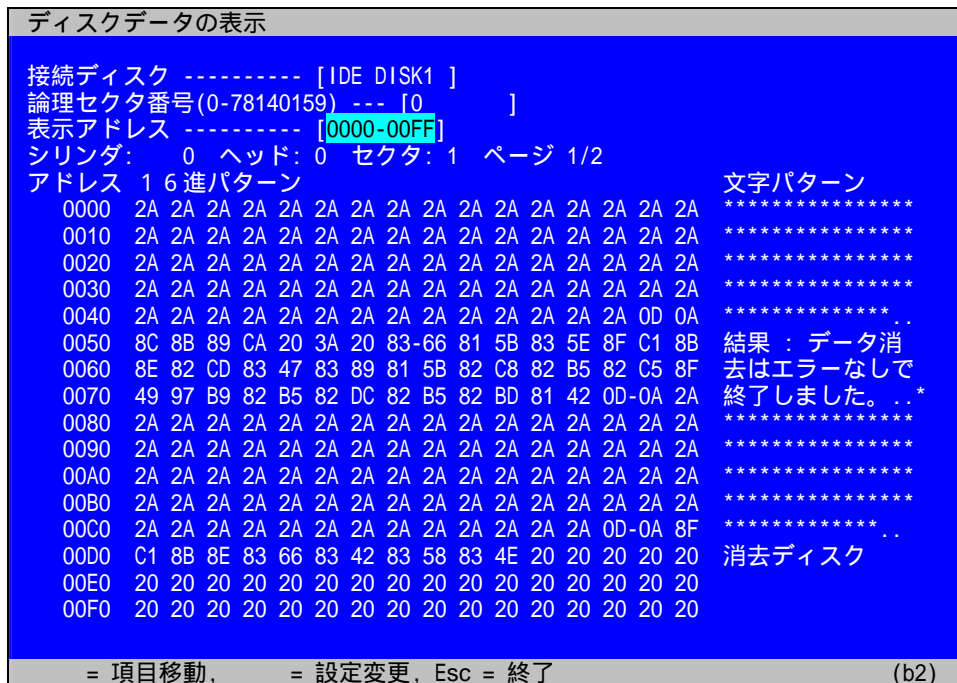 ディスクデータの表示
接続ディスク ---------- [IDE DISK1 ]
論理セクタ番号(0-78140159) --- [0        ]
表示アドレス ---------- [0000-00FF]
シリンダ:    0  ヘッド: 0  セクタ: 1  ページ 1/2
アドレス １６進パターン 文字パターン
0000 2A 2A 2A 2A 2A 2A 2A 2A 2A 2A 2A 2A 2A 2A 2A 2A ****************
0010 2A 2A 2A 2A 2A 2A 2A 2A 2A 2A 2A 2A 2A 2A 2A 2A ****************
0020 2A 2A 2A 2A 2A 2A 2A 2A 2A 2A 2A 2A 2A 2A 2A 2A ****************
0030 2A 2A 2A 2A 2A 2A 2A 2A 2A 2A 2A 2A 2A 2A 2A 2A ****************
0040 2A 2A 2A 2A 2A 2A 2A 2A 2A 2A 2A 2A 2A 2A 0D 0A **************..
0050 8C 8B 89 CA 20 3A 20 83-66 81 5B 83 5E 8F C1 8B 結果 : データ消
0060 8E 82 CD 83 47 83 89 81 5B 82 C8 82 B5 82 C5 8F 去はエラーなしで
0070 49 97 B9 82 B5 82 DC 82 B5 82 BD 81 42 0D-0A 2A 終了しました。..*
0080 2A 2A 2A 2A 2A 2A 2A 2A 2A 2A 2A 2A 2A 2A 2A 2A ****************
0090 2A 2A 2A 2A 2A 2A 2A 2A 2A 2A 2A 2A 2A 2A 2A 2A ****************
00A0 2A 2A 2A 2A 2A 2A 2A 2A 2A 2A 2A 2A 2A 2A 2A 2A ****************
00B0 2A 2A 2A 2A 2A 2A 2A 2A 2A 2A 2A 2A 2A 2A 2A 2A ****************
00C0 2A 2A 2A 2A 2A 2A 2A 2A 2A 2A 2A 2A 2A 0D-0A 8F *************..
00D0 C1 8B 8E 83 66 83 42 83 58 83 4E 20 20 20 20 20 消去ディスク
00E0 20 20 20 20 20 20 20 20 20 20 20 20 20 20 20 20
00F0 20 20 20 20 20 20 20 20 20 20 20 20 20 20 20 20
= 項目移動, = 設定変更, Esc = 終了 (b2)